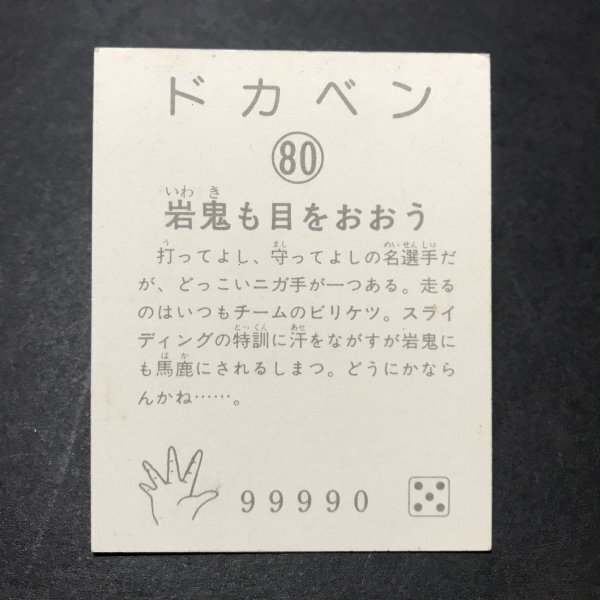 ドカベン
80
いわき
岩鬼も目をおおう
う まも めいせんしゅ
打ってよし、守ってよしの名選手だ
が、どっこいニガ手が一つある。走る
のはいつもチームのビリケツ。スライ
とっくん あせ
ディングの特訓に汗をながすが岩鬼に
ばか
も馬鹿にされるしまつ。どうにかなら
んかね……。
99990